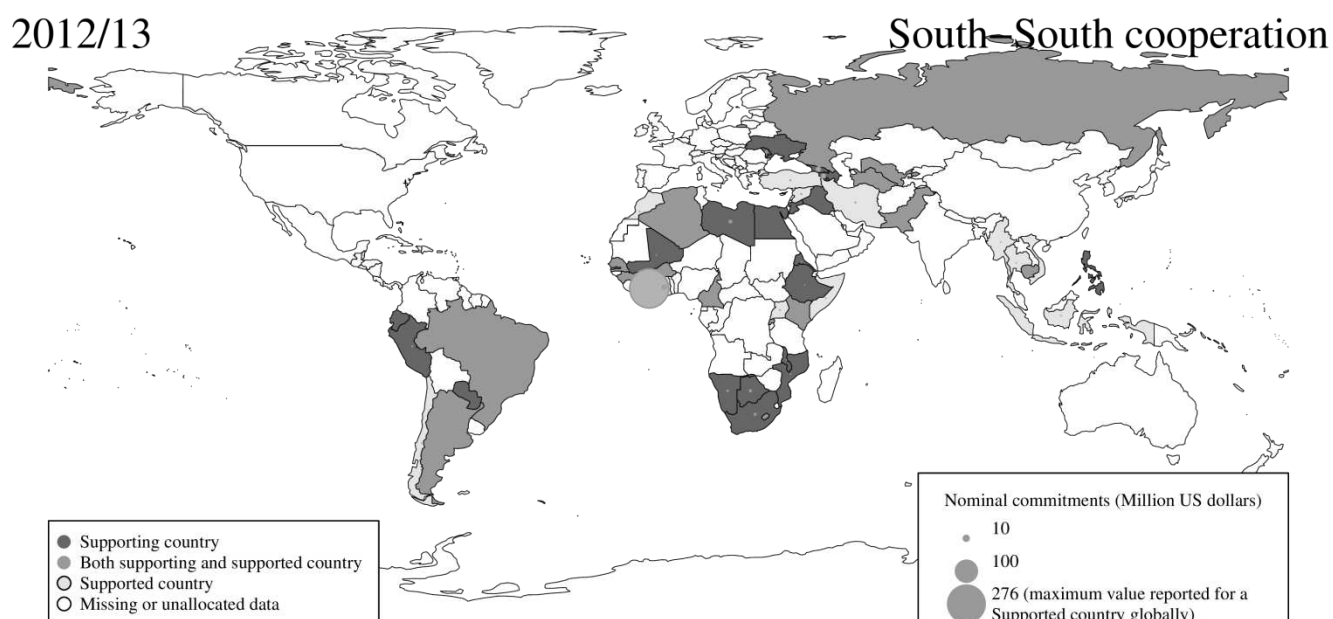 2012/13
South–South cooperation
Supporting country
Both supporting and supported country
Supported country
Missing or unallocated data
Nominal commitments (Million US dollars)
10
100
276 (maximum value reported for a
Supported country globally)